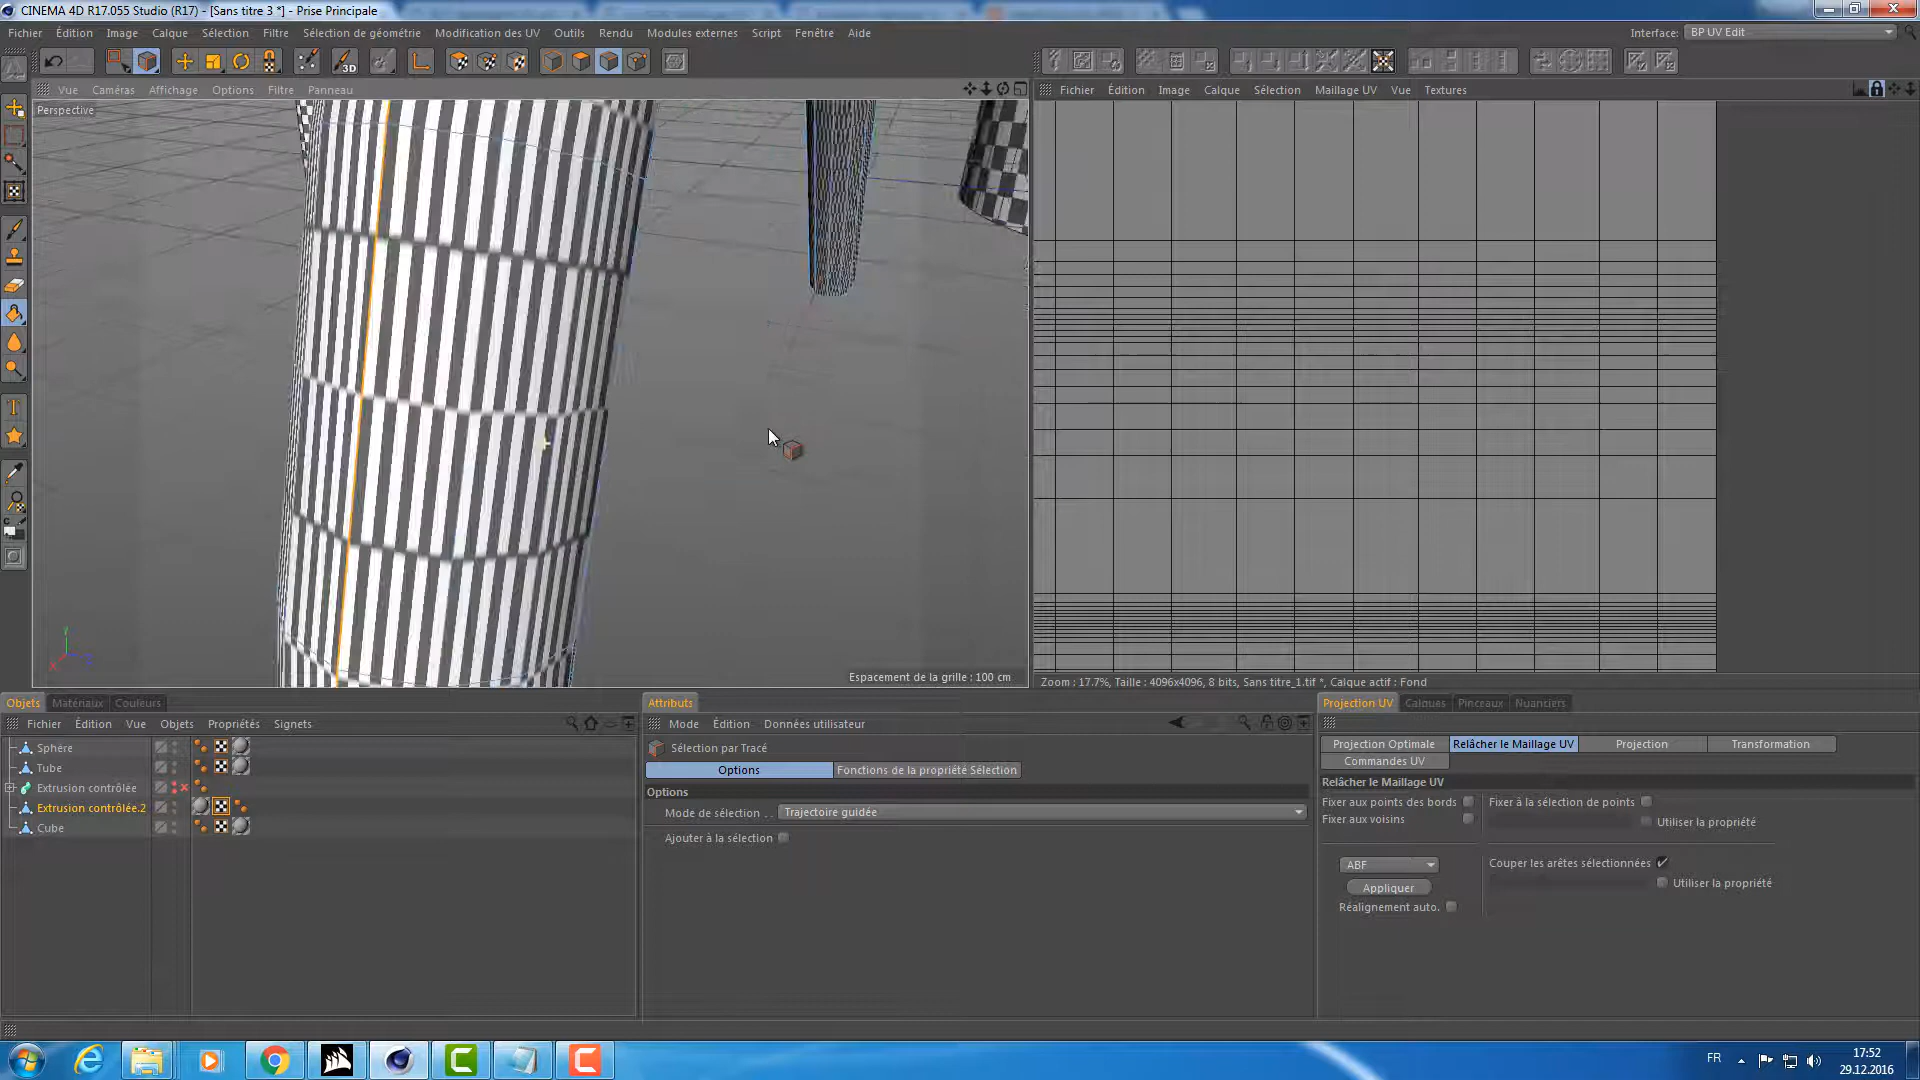 CINEMA 4D R17.055 Studio (R17) - [Sans titre 3 *] - Prise Principale
Fichier Édition Image Calque Sélection Filtre Sélection de géométrie Modification des UV Outils Rendu Modules externes Script Fenêtre Aide
Interface: BP UV Edit
3D
Vue Caméras Affichage Options Filtre Panneau
Fichier Édition Image Calque Sélection Maillage UV Vue Textures
Perspective
Espacement de la grille : 100 cm
Zoom : 17.7%, Taille : 4096x4096, 8 bits, Sans titre_1.tif *, Calque actif : Fond
Objets Matériaux Couleurs
Fichier Édition Vue Objets Propriétés Signets
Sphère
Tube
Extrusion contrôlée
Extrusion contrôlée.2
Cube
Attributs
Mode Édition Données utilisateur
Sélection par Tracé
Options Fonctions de la propriété Sélection
Options
Mode de sélection . . Trajectoire guidée
Ajouter à la sélection
Projection UV Calques Pinceaux Nuanciers
Projection Optimale Relâcher le Maillage UV Projection Transformation
Commandes UV
Relâcher le Maillage UV
Fixer aux points des bords Fixer à la sélection de points
Fixer aux voisins Utiliser la propriété
ABF Couper les arêtes sélectionnées
Appliquer Utiliser la propriété
Réalignement auto.
FR
17:52
29.12.2016